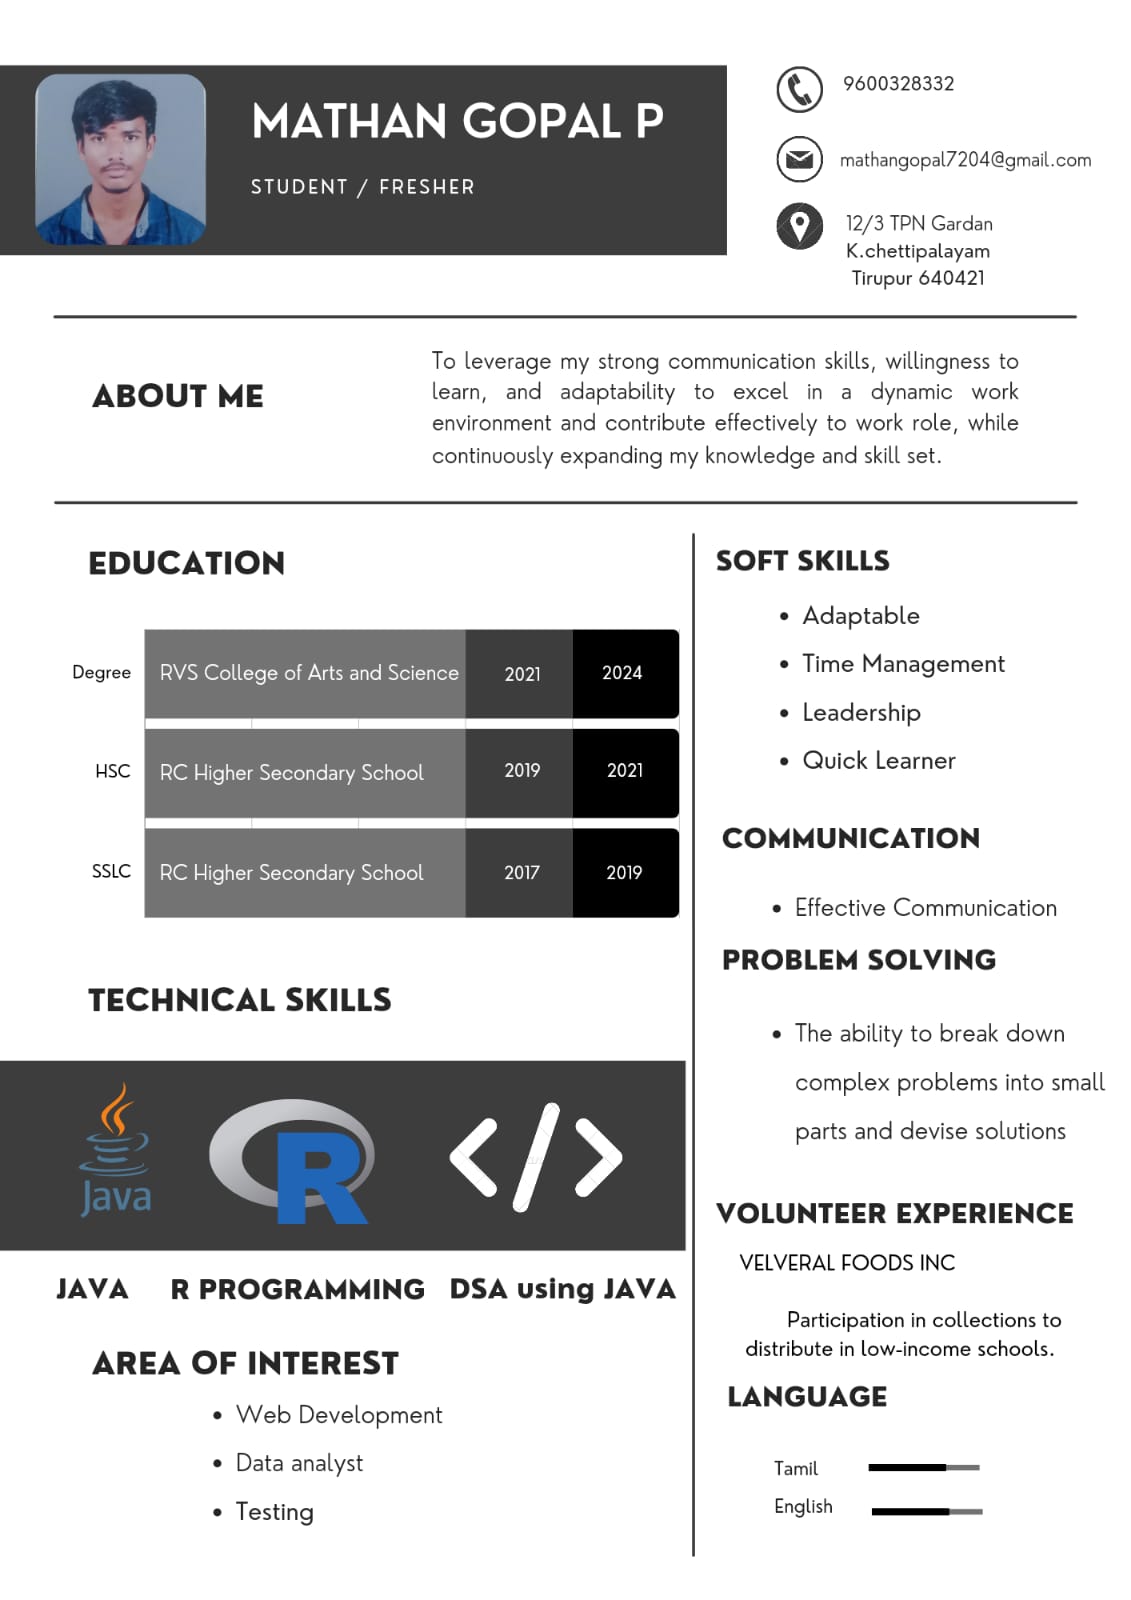 MATHAN GOPAL P
STUDENT / FRESHER
9600328332
mathangopal7204@gmail.com
12/3 TPN Gardan
K.chettipalayam
Tirupur 640421
ABOUT ME
To leverage my strong communication skills, willingness to
learn, and adaptability to excel in a dynamic work
environment and contribute effectively to work role, while
continuously expanding my knowledge and skill set.
EDUCATION
Degree RVS College of Arts and Science 2021 2024
HSC RC Higher Secondary School 2019 2021
SSLC RC Higher Secondary School 2017 2019
TECHNICAL SKILLS
Java R </>
JAVA R PROGRAMMING DSA using JAVA
AREA OF INTEREST
• Web Development
• Data analyst
• Testing
SOFT SKILLS
• Adaptable
• Time Management
• Leadership
• Quick Learner
COMMUNICATION
• Effective Communication
PROBLEM SOLVING
• The ability to break down
complex problems into small
parts and devise solutions
VOLUNTEER EXPERIENCE
VELVERAL FOODS INC
Participation in collections to
distribute in low-income schools.
LANGUAGE
Tamil
English